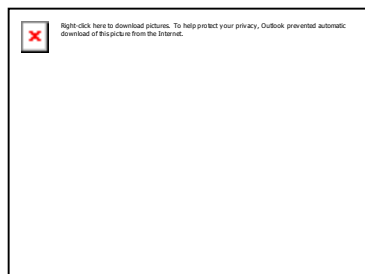 Right-click here to download pictures. To help protect your privacy, Outlook prevented automatic
download of this picture from the Internet.